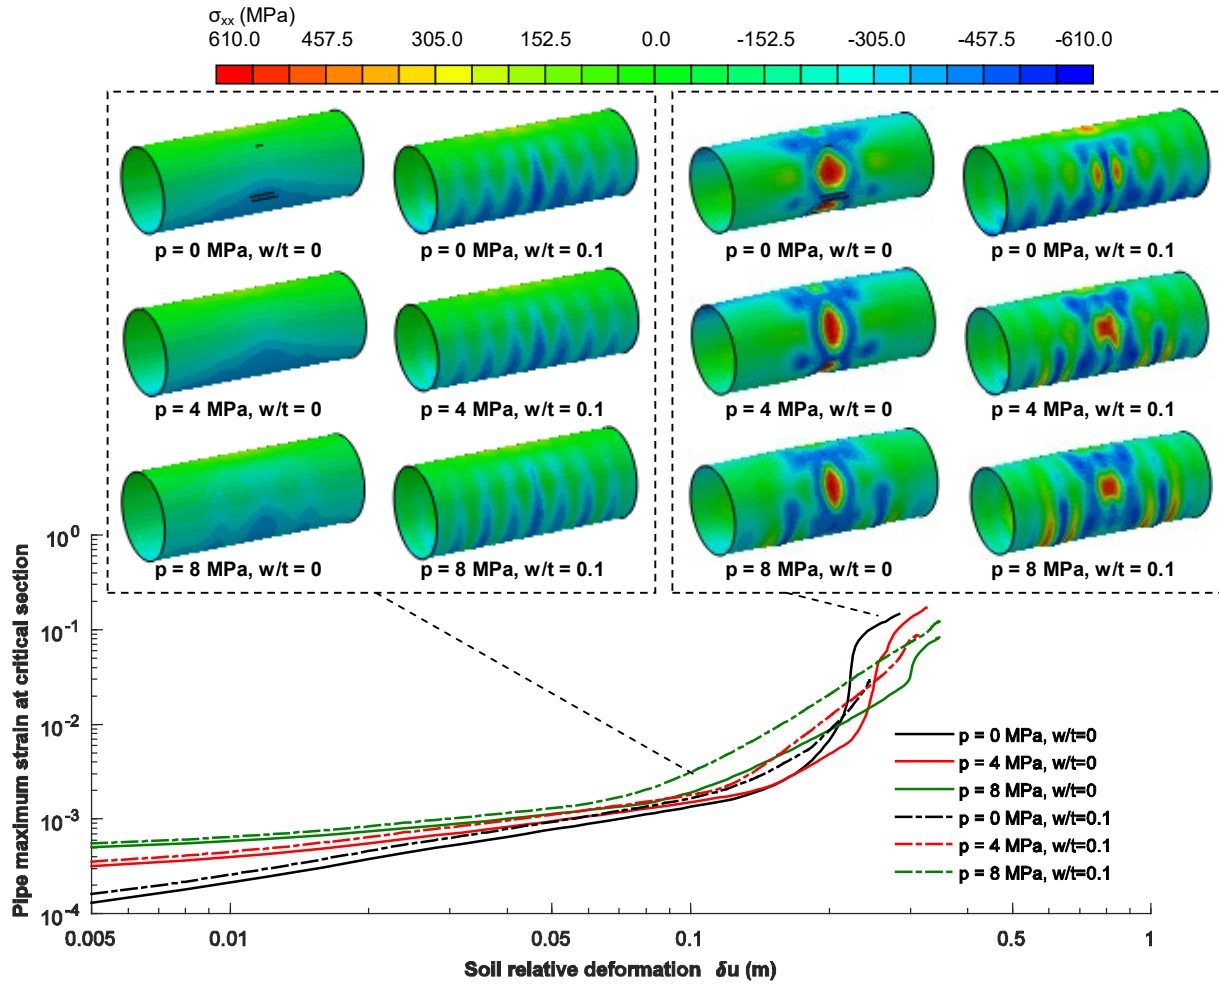 σxx (MPa)
610.0 457.5 305.0 152.5 0.0 -152.5 -305.0 -457.5 -610.0
p = 0 MPa, w/t = 0 p = 0 MPa, w/t = 0.1 p = 0 MPa, w/t = 0 p = 0 MPa, w/t = 0.1
p = 4 MPa, w/t = 0 p = 4 MPa, w/t = 0.1 p = 4 MPa, w/t = 0 p = 4 MPa, w/t = 0.1
p = 8 MPa, w/t = 0 p = 8 MPa, w/t = 0.1 p = 8 MPa, w/t = 0 p = 8 MPa, w/t = 0.1
Pipe maximum strain at critical section
10^0
10^-1
10^-2
10^-3
10^-4
p = 0 MPa, w/t=0
p = 4 MPa, w/t=0
p = 8 MPa, w/t=0
p = 0 MPa, w/t=0.1
p = 4 MPa, w/t=0.1
p = 8 MPa, w/t=0.1
0.005 0.01 0.05 0.1 0.5 1
Soil relative deformation δu (m)